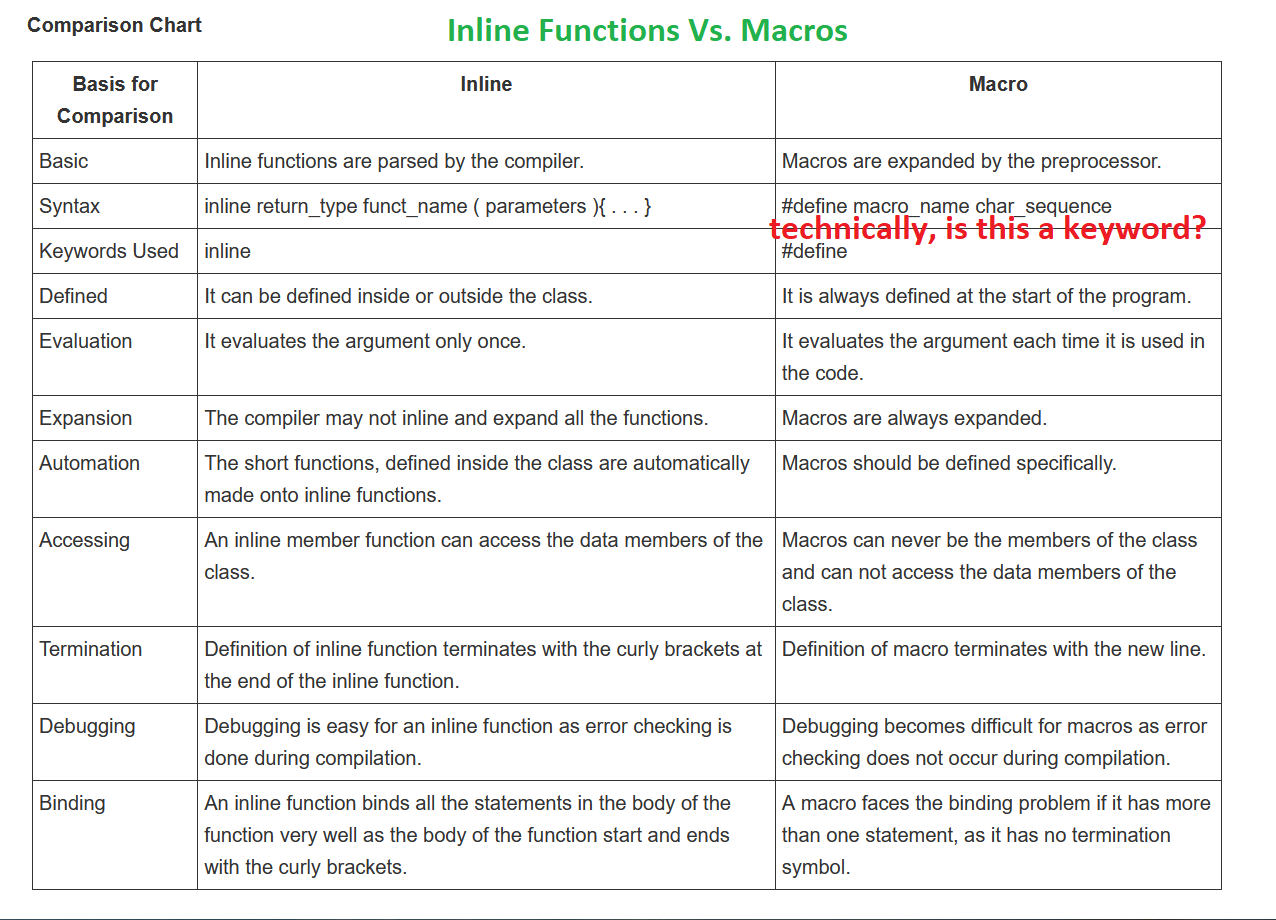 Comparison Chart
Inline Functions Vs. Macros
Basis for
Comparison
Inline
Macro
Basic
Inline functions are parsed by the compiler.
Macros are expanded by the preprocessor.
Syntax
inline return_type funct_name ( parameters ){ . . . }
#define macro_name char_sequence
technically, is this a keyword?
Keywords Used
inline
#define
Defined
It can be defined inside or outside the class.
It is always defined at the start of the program.
Evaluation
It evaluates the argument only once.
It evaluates the argument each time it is used in
the code.
Expansion
The compiler may not inline and expand all the functions.
Macros are always expanded.
Automation
The short functions, defined inside the class are automatically
made onto inline functions.
Macros should be defined specifically.
Accessing
An inline member function can access the data members of the
class.
Macros can never be the members of the class
and can not access the data members of the
class.
Termination
Definition of inline function terminates with the curly brackets at
the end of the inline function.
Definition of macro terminates with the new line.
Debugging
Debugging is easy for an inline function as error checking is
done during compilation.
Debugging becomes difficult for macros as error
checking does not occur during compilation.
Binding
An inline function binds all the statements in the body of the
function very well as the body of the function start and ends
with the curly brackets.
A macro faces the binding problem if it has more
than one statement, as it has no termination
symbol.